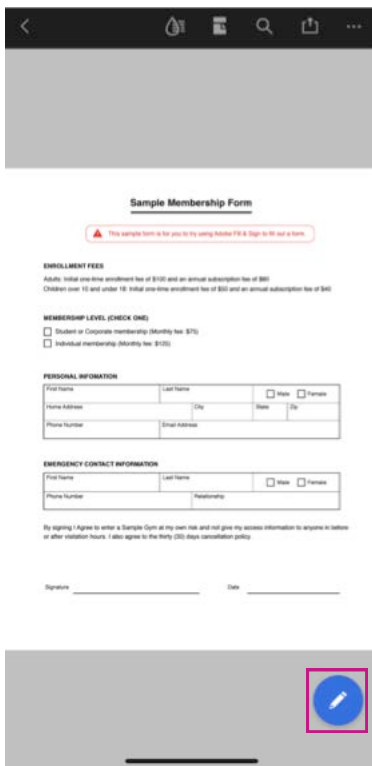 Sample Membership Form
This sample form is for you to try using Adobe Fill & Sign to fill out a form.
ENROLLMENT FEES
Adults: Initial one-time enrollment fee of $100 and an annual subscription fee of $80
Children over 10 and under 18: Initial one-time enrollment fee of $50 and an annual subscription fee of $40
MEMBERSHIP LEVEL (CHECK ONE)
Student or Corporate membership (Monthly fee: $75)
Individual membership (Monthly fee: $105)
PERSONAL INFOMATION
First Name Last Name Male Female
Home Address City State Zip
Phone Number Email Address
EMERGENCY CONTACT INFORMATION
First Name Last Name Male Female
Phone Number Relationship
By signing I Agree to enter a Sample Gym at my own risk and not give my access information to anyone in before
or after visitation hours. I also agree to the thirty (30) days cancellation policy.
Signature Date